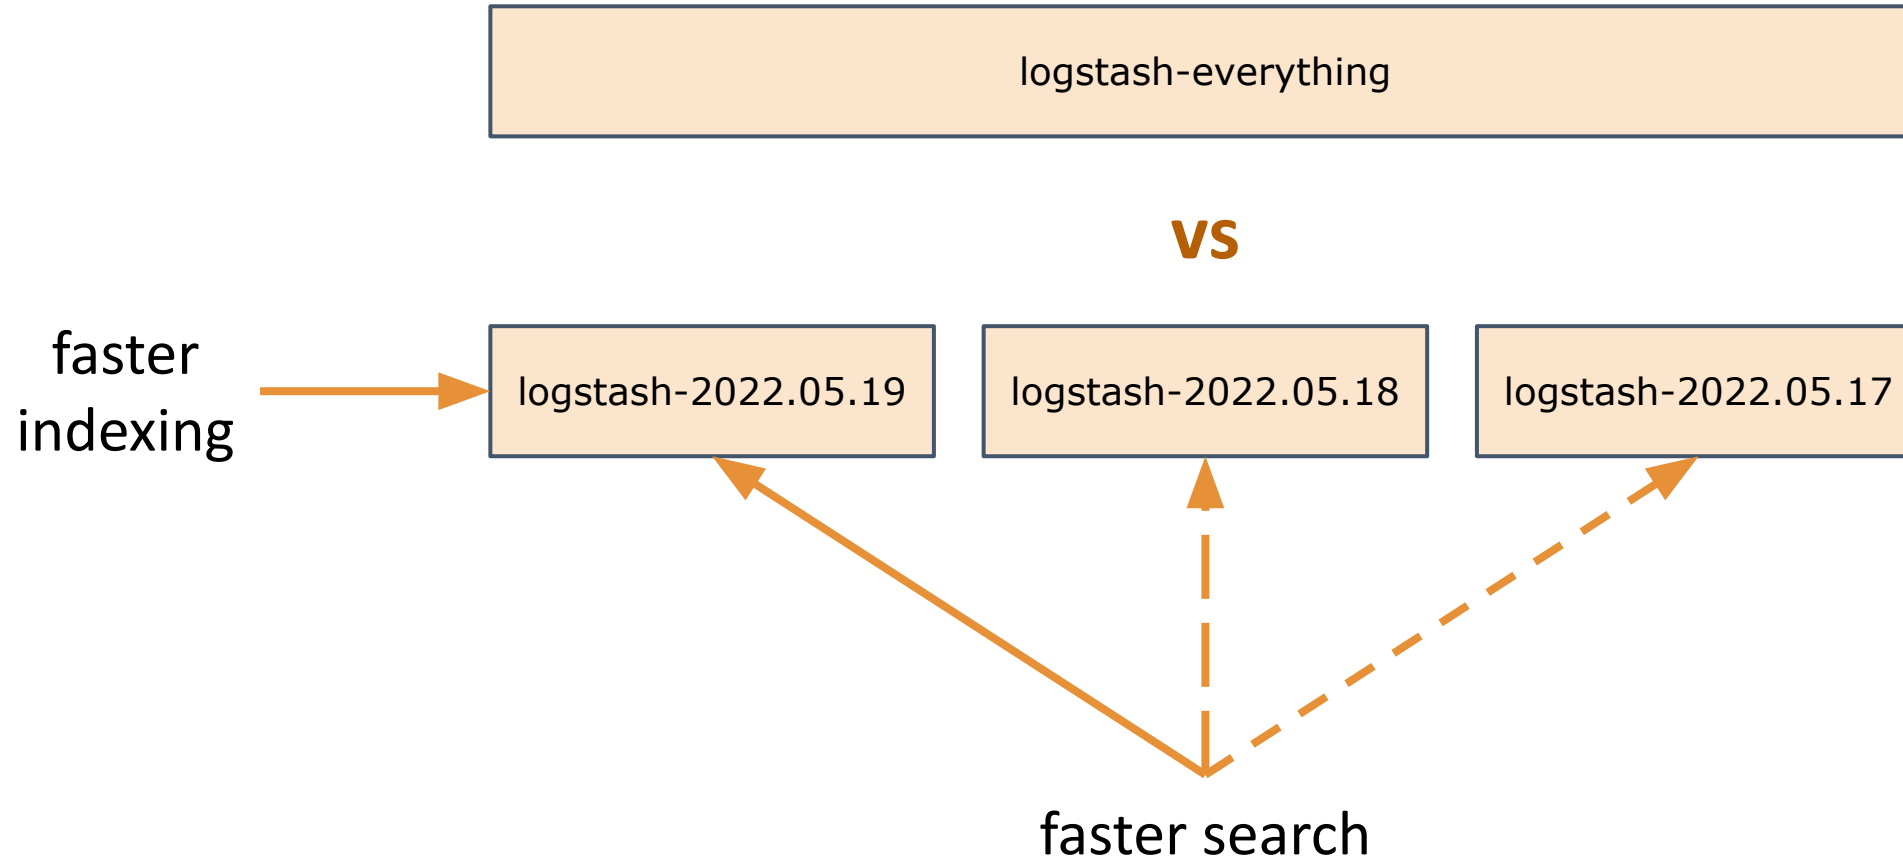 logstash-everything
vs
faster
indexing
logstash-2022.05.19
logstash-2022.05.18
logstash-2022.05.17
faster search